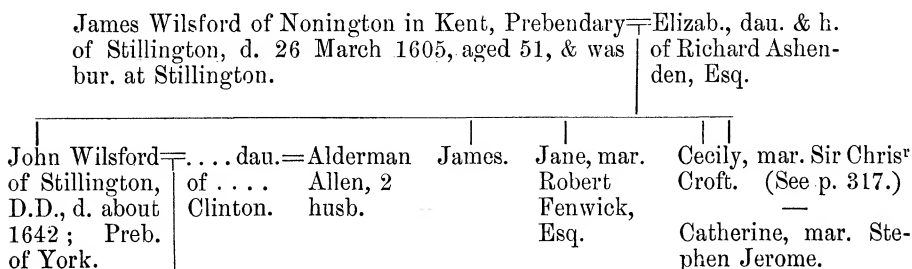 James Wilsford of Nonington in Kent, Prebendary=Elizab., dau. & h.
of Stillington, d. 26 March 1605, aged 51, & was of Richard Ashen-
bur. at Stillington. den, Esq.
John Wilsford=
of Stillington,
D.D., d. about
1642; Preb.
of York.
....dau.=
of ....
Clinton.
Alderman
Allen, 2
husb.
James.
Jane, mar.
Robert
Fenwick,
Esq.
Cecily, mar. Sir Chrisʳ
Croft. (See p. 317.)
—
Catherine, mar. Ste-
phen Jerome.